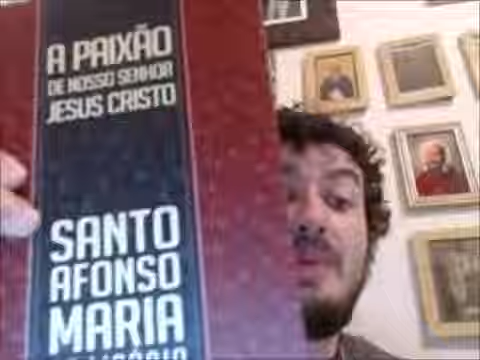 A PAIXÃO
DE NOSSO SENHOR
JESUS CRISTO
SANTO
AFONSO
MARIA